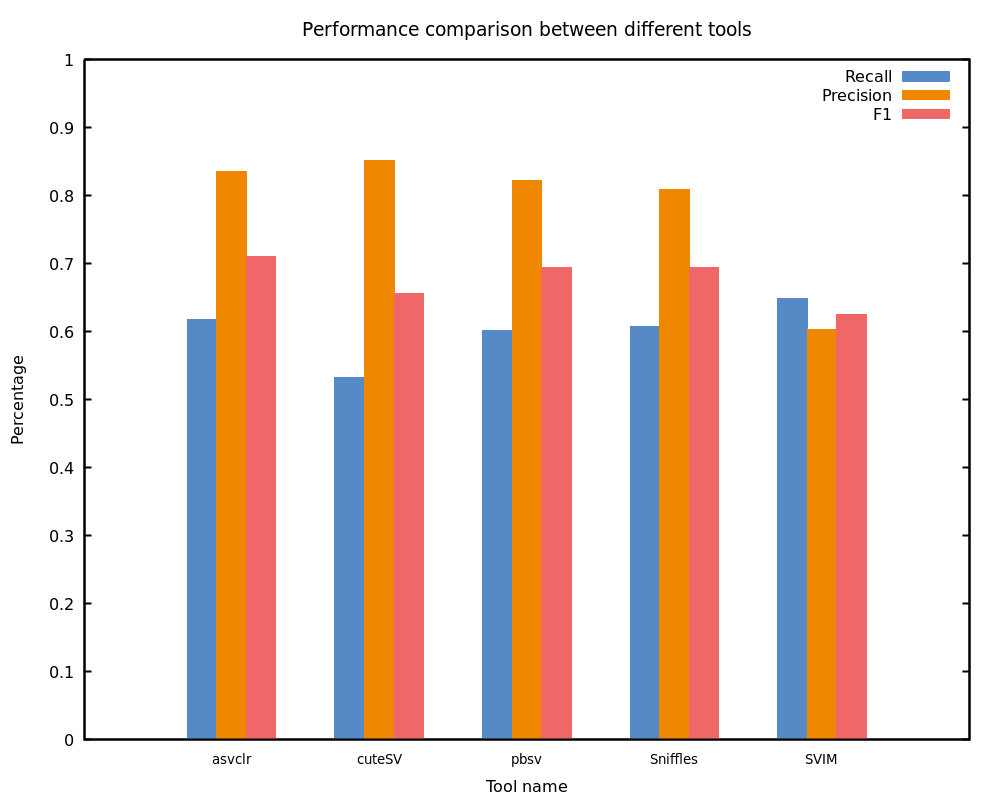 Performance comparison between different tools
Recall
Precision
F1
1
0.9
0.8
0.7
0.6
0.5
0.4
0.3
0.2
0.1
0
Percentage
asvclr cuteSV pbsv Sniffles SVIM
Tool name